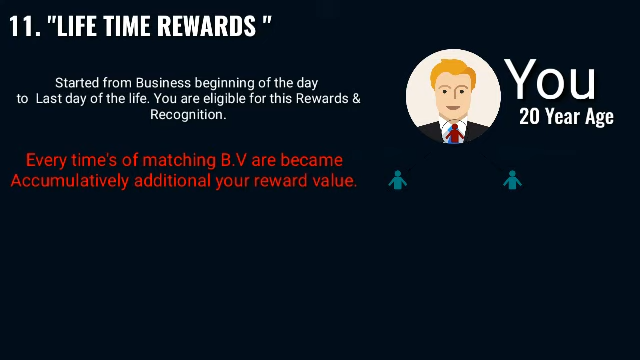 11. "LIFE TIME REWARDS "
Started from Business beginning of the day
to Last day of the life. You are eligible for this Rewards &
Recognition.
Every time's of matching B.V are became
Accumulatively additional your reward value.
You
20 Year Age